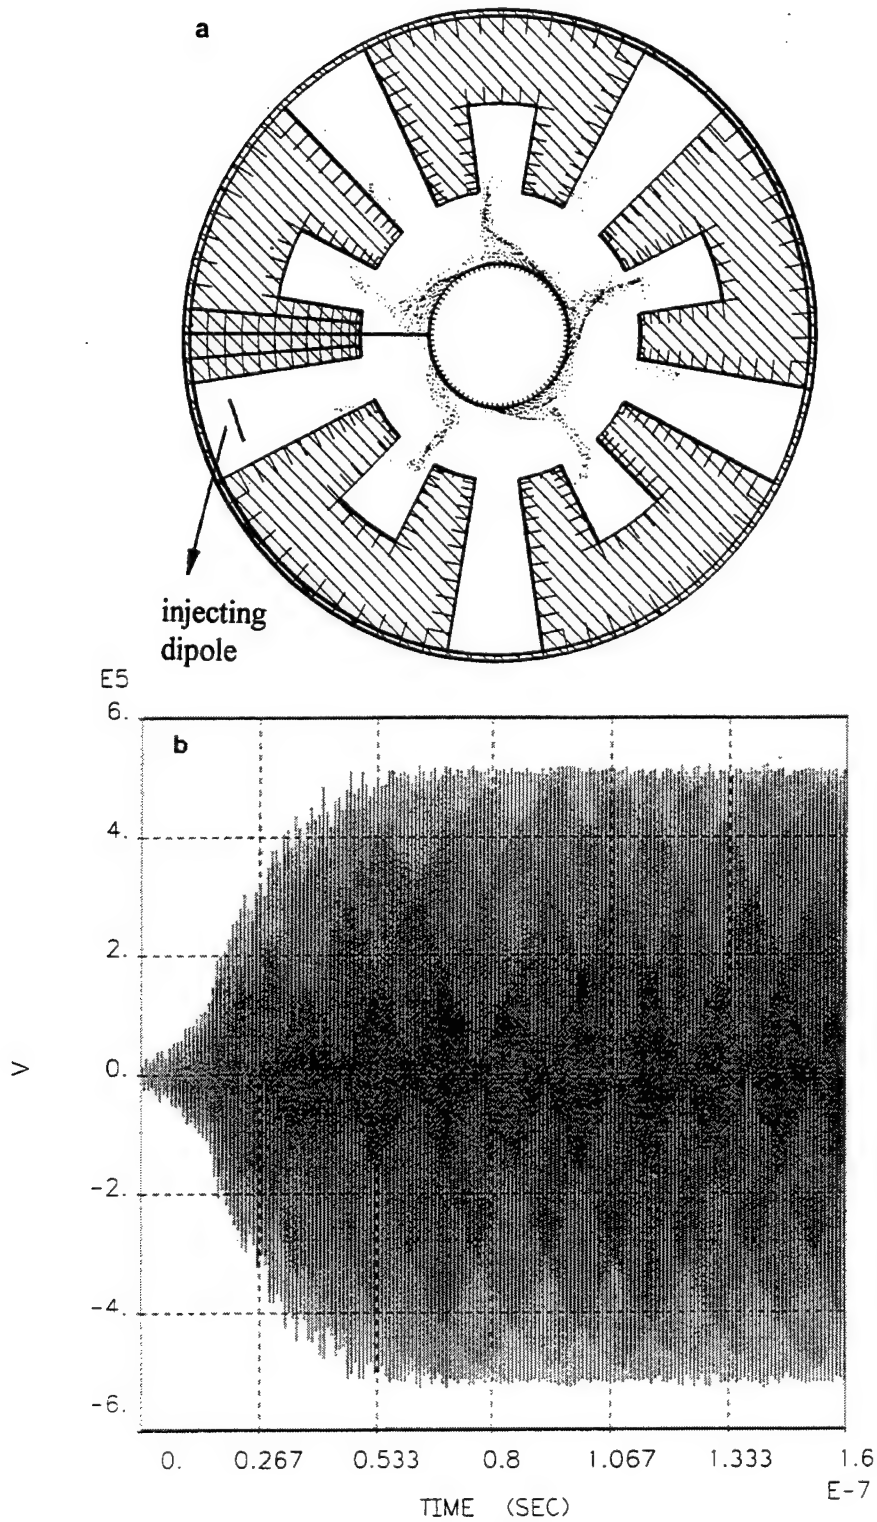 a
injecting
dipole
E5
6.
b
4.
2.
0.
V
-2.
-4.
-6.
0. 0.267 0.533 0.8 1.067 1.333 1.6
E-7
TIME (SEC)